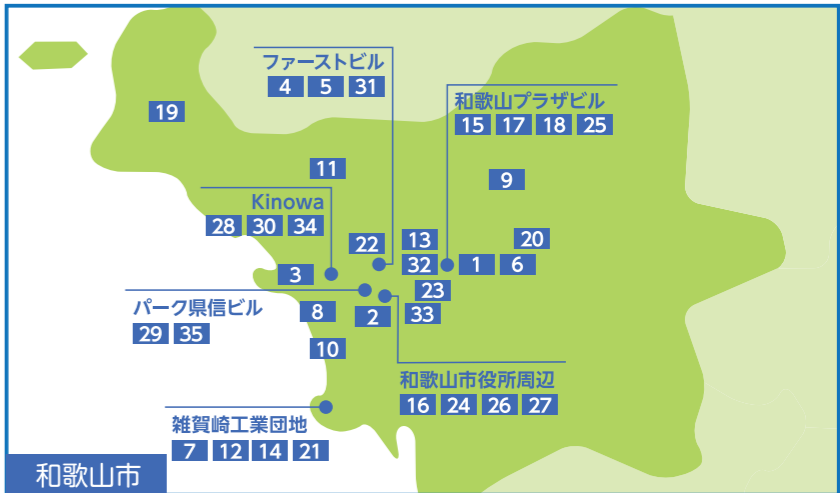 ファーストビル
4 5 31
和歌山プラザビル
15 17 18 25
19
11
9
Kinowa
28 30 34
22
13
20
32
1 6
3
23
パーク県信ビル
29 35
8
2
33
10
和歌山市役所周辺
16 24 26 27
雑賀崎工業団地
7 12 14 21
和歌山市